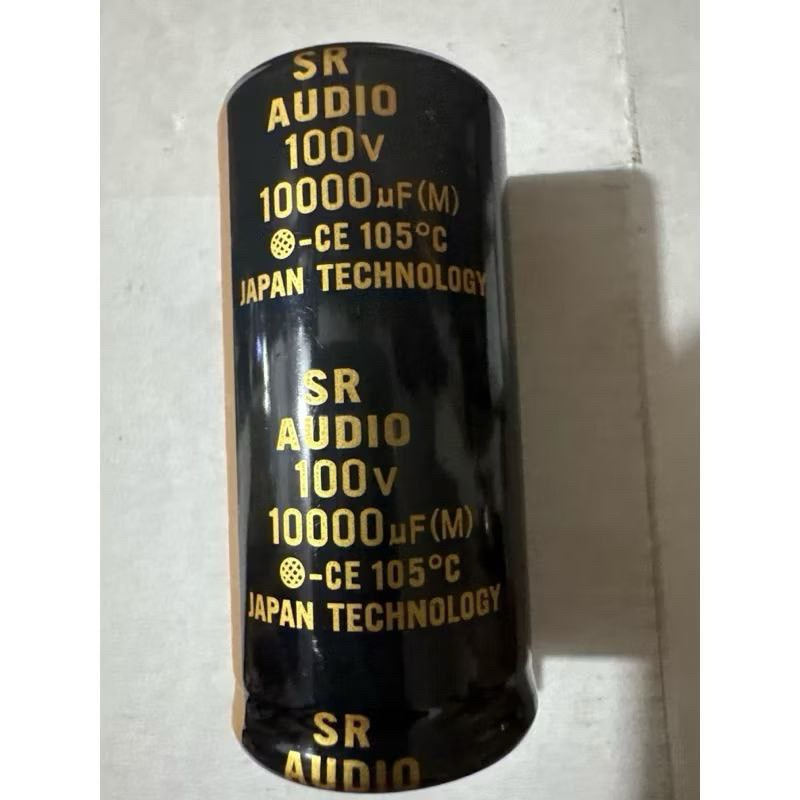 SR
AUDIO
100V
10000µF(M)
-CE 105°C
JAPAN TECHNOLOGY
SR
AUDIO
100V
10000µF(M)
-CE 105°C
JAPAN TECHNOLOGY
SR
AUDIO